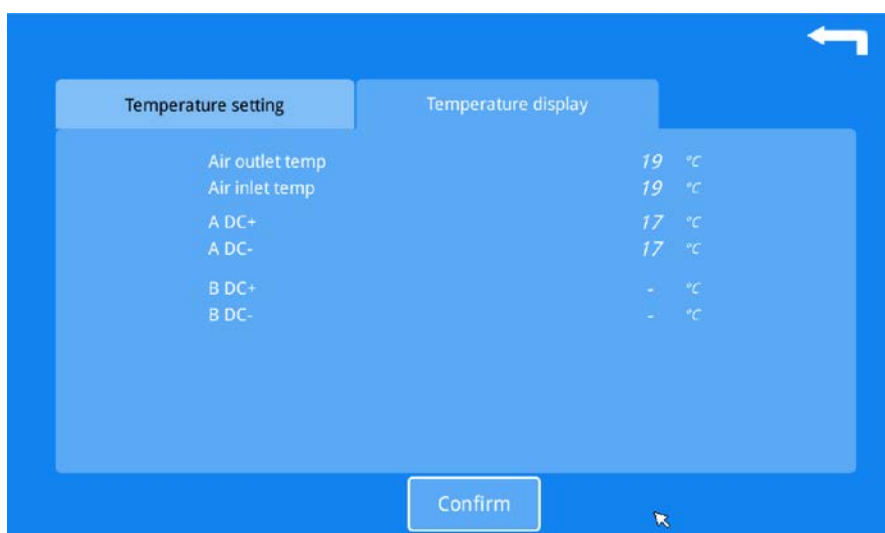 Temperature setting Temperature display
Air outlet temp 19 °C
Air inlet temp 19 °C
A DC+ 17 °C
A DC- 17 °C
B DC+ - °C
B DC- - °C
Confirm